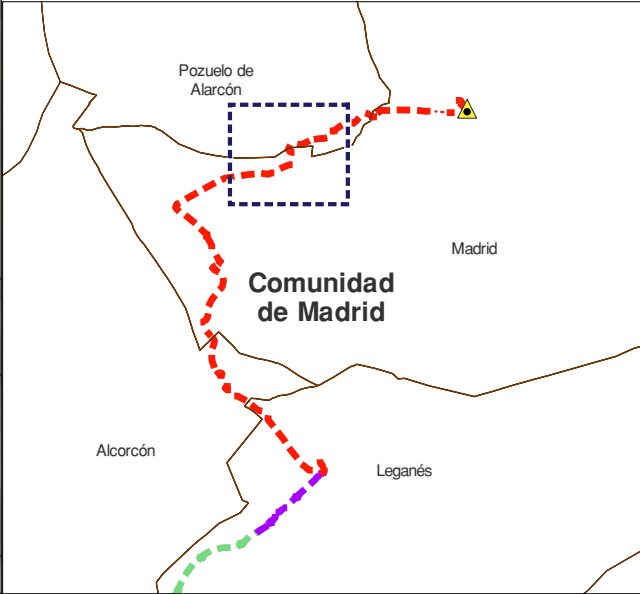 Pozuelo de
Alarcón
Madrid
Comunidad
de Madrid
Alcorcón
Leganés